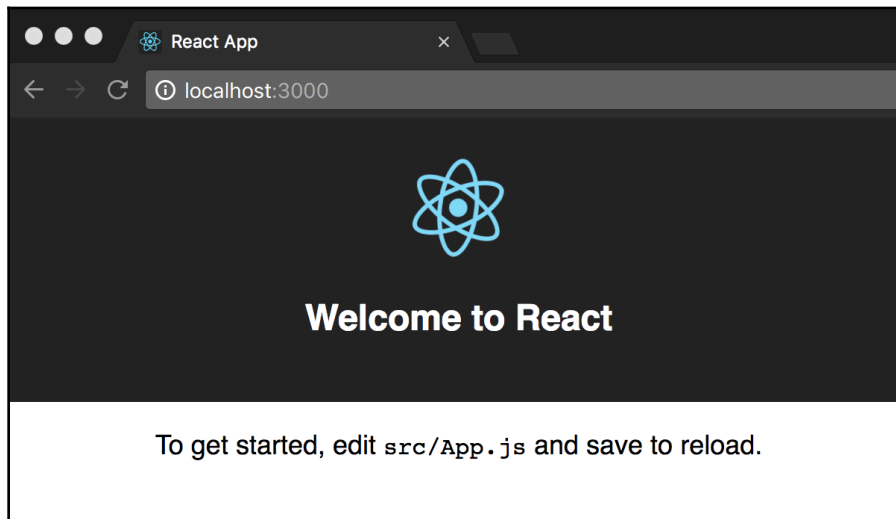 React App
localhost:3000
Welcome to React
To get started, edit src/App.js and save to reload.